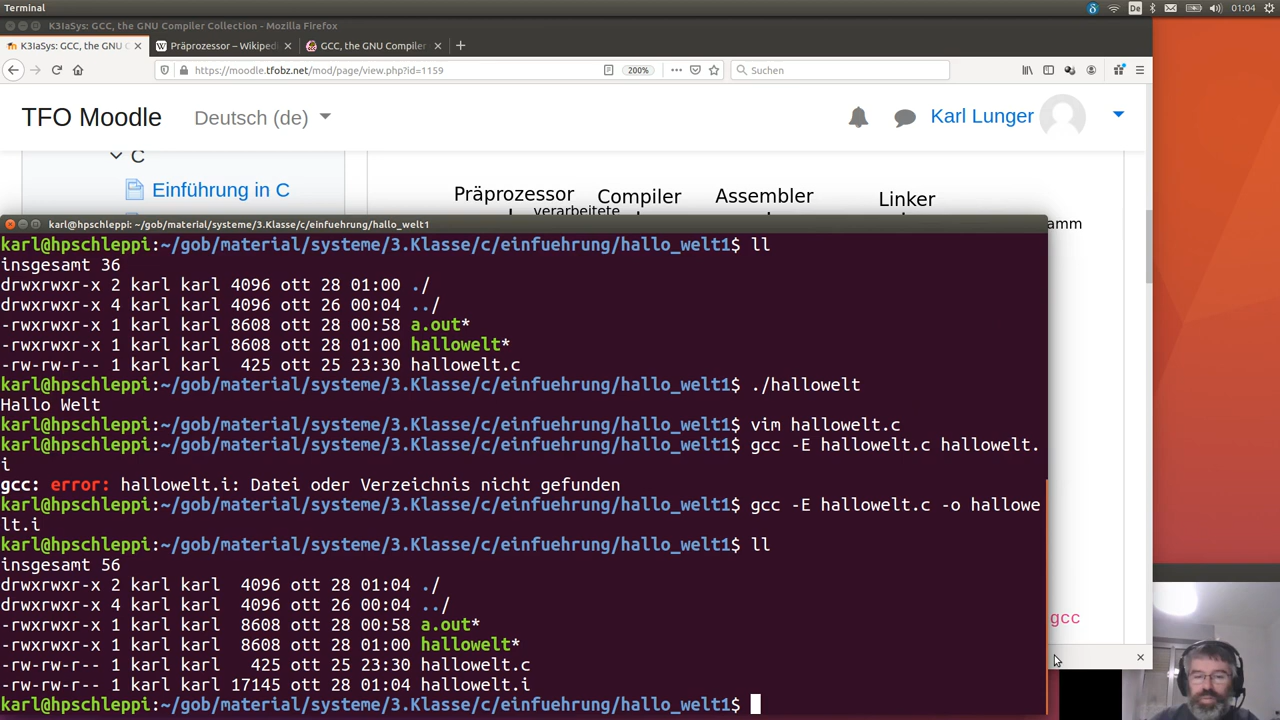 Terminal
De
01:04
K3IaSys: GCC, the GNU Compiler Collection - Mozilla Firefox
K3IaSys: GCC, the GNU C
Präprozessor – Wikiped
GCC, the GNU Compiler
https://moodle.tfobz.net/mod/page/view.php?id=1159
200%
Suchen
TFO Moodle
Deutsch (de)
Karl Lunger
C
Einführung in C
Präprozessor
Compiler
Assembler
Linker
verarbeitete
amm
karl@hpschleppi: ~/gob/material/systeme/3.Klasse/c/einfuehrung/hallo_welt1
karl@hpschleppi:~/gob/material/systeme/3.Klasse/c/einfuehrung/hallo_welt1$ ll
insgesamt 36
drwxrwxr-x 2 karl karl 4096 ott 28 01:00 ./
drwxrwxr-x 4 karl karl 4096 ott 26 00:04 ../
-rwxrwxr-x 1 karl karl 8608 ott 28 00:58 a.out*
-rwxrwxr-x 1 karl karl 8608 ott 28 01:00 hallowelt*
-rw-rw-r-- 1 karl karl  425 ott 25 23:30 hallowelt.c
karl@hpschleppi:~/gob/material/systeme/3.Klasse/c/einfuehrung/hallo_welt1$ ./hallowelt
Hallo Welt
karl@hpschleppi:~/gob/material/systeme/3.Klasse/c/einfuehrung/hallo_welt1$ vim hallowelt.c
karl@hpschleppi:~/gob/material/systeme/3.Klasse/c/einfuehrung/hallo_welt1$ gcc -E hallowelt.c hallowelt.
i
gcc: error: hallowelt.i: Datei oder Verzeichnis nicht gefunden
karl@hpschleppi:~/gob/material/systeme/3.Klasse/c/einfuehrung/hallo_welt1$ gcc -E hallowelt.c -o hallowe
lt.i
karl@hpschleppi:~/gob/material/systeme/3.Klasse/c/einfuehrung/hallo_welt1$ ll
insgesamt 56
drwxrwxr-x 2 karl karl  4096 ott 28 01:04 ./
drwxrwxr-x 4 karl karl  4096 ott 26 00:04 ../
-rwxrwxr-x 1 karl karl  8608 ott 28 00:58 a.out*
-rwxrwxr-x 1 karl karl  8608 ott 28 01:00 hallowelt*
-rw-rw-r-- 1 karl karl   425 ott 25 23:30 hallowelt.c
-rw-rw-r-- 1 karl karl 17145 ott 28 01:04 hallowelt.i
karl@hpschleppi:~/gob/material/systeme/3.Klasse/c/einfuehrung/hallo_welt1$
gcc